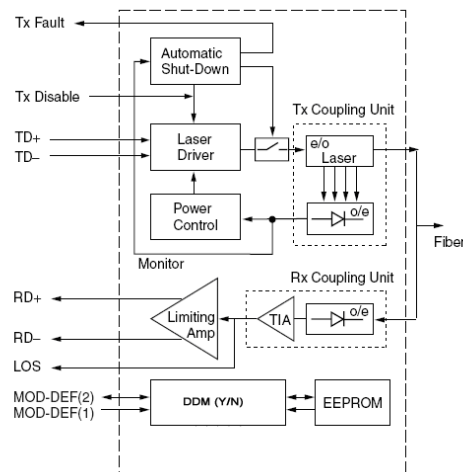 Tx Fault
Automatic
Shut-Down
Tx Disable
Tx Coupling Unit
TD+
TD–
Laser
Driver
e/o
Laser
Power
Control
o/e
Fiber
Monitor
Rx Coupling Unit
RD+
RD–
Limiting
Amp
TIA
o/e
LOS
MOD-DEF(2)
MOD-DEF(1)
DDM (Y/N)
EEPROM